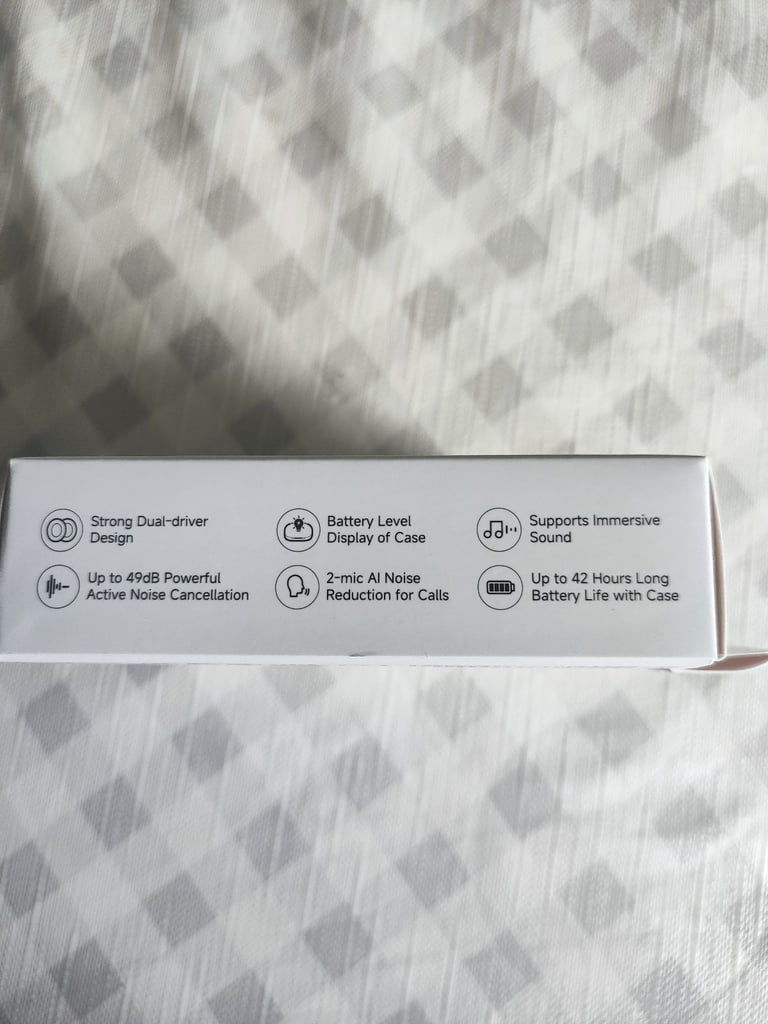 Strong Dual-driver
Design
Battery Level
Display of Case
Supports Immersive
Sound
Up to 49dB Powerful
Active Noise Cancellation
2-mic AI Noise
Reduction for Calls
Up to 42 Hours Long
Battery Life with Case